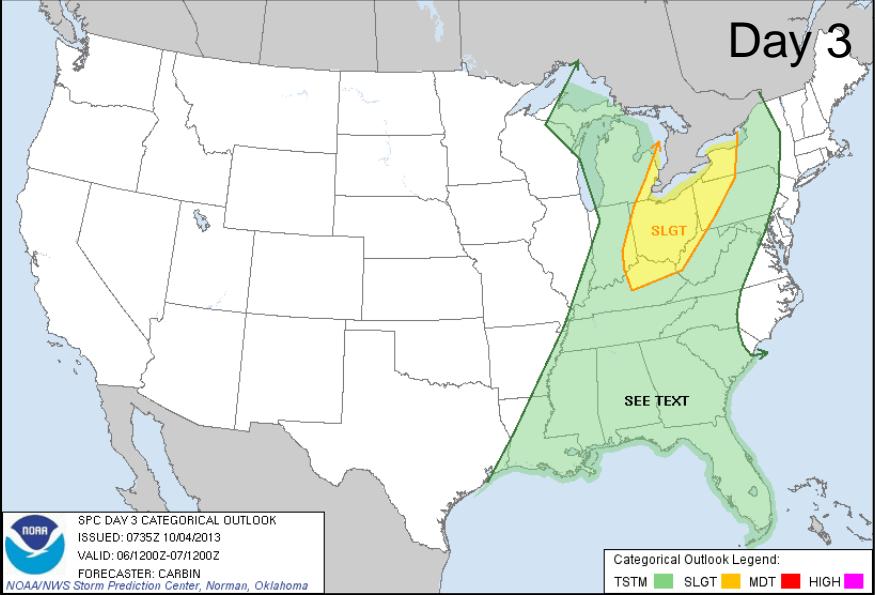 Day 3
SLGT
SEE TEXT
NOAA
SPC DAY 3 CATEGORICAL OUTLOOK
ISSUED: 0735Z 10/04/2013
VALID: 06/1200Z-07/1200Z
FORECASTER: CARBIN
NOAA/NWS Storm Prediction Center, Norman, Oklahoma
Categorical Outlook Legend:
TSTM SLGT MDT HIGH